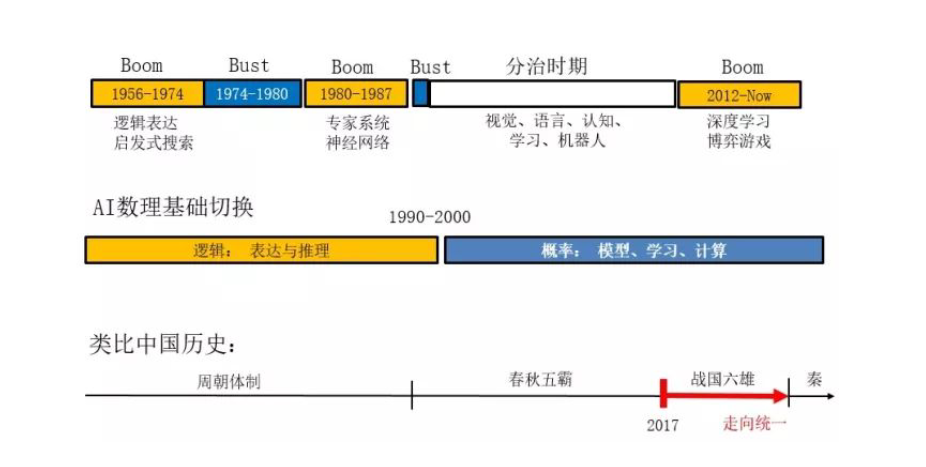 Boom Bust Boom Bust 分治时期 Boom
1956-1974 1974-1980 1980-1987 2012-Now
逻辑表达 专家系统 视觉、语言、认知、 深度学习
启发式搜索 神经网络 学习、机器人 博弈游戏
AI数理基础切换
1990-2000
逻辑: 表达与推理 概率: 模型、学习、计算
类比中国历史:
周朝体制 春秋五霸 战国六雄 秦
2017 走向统一